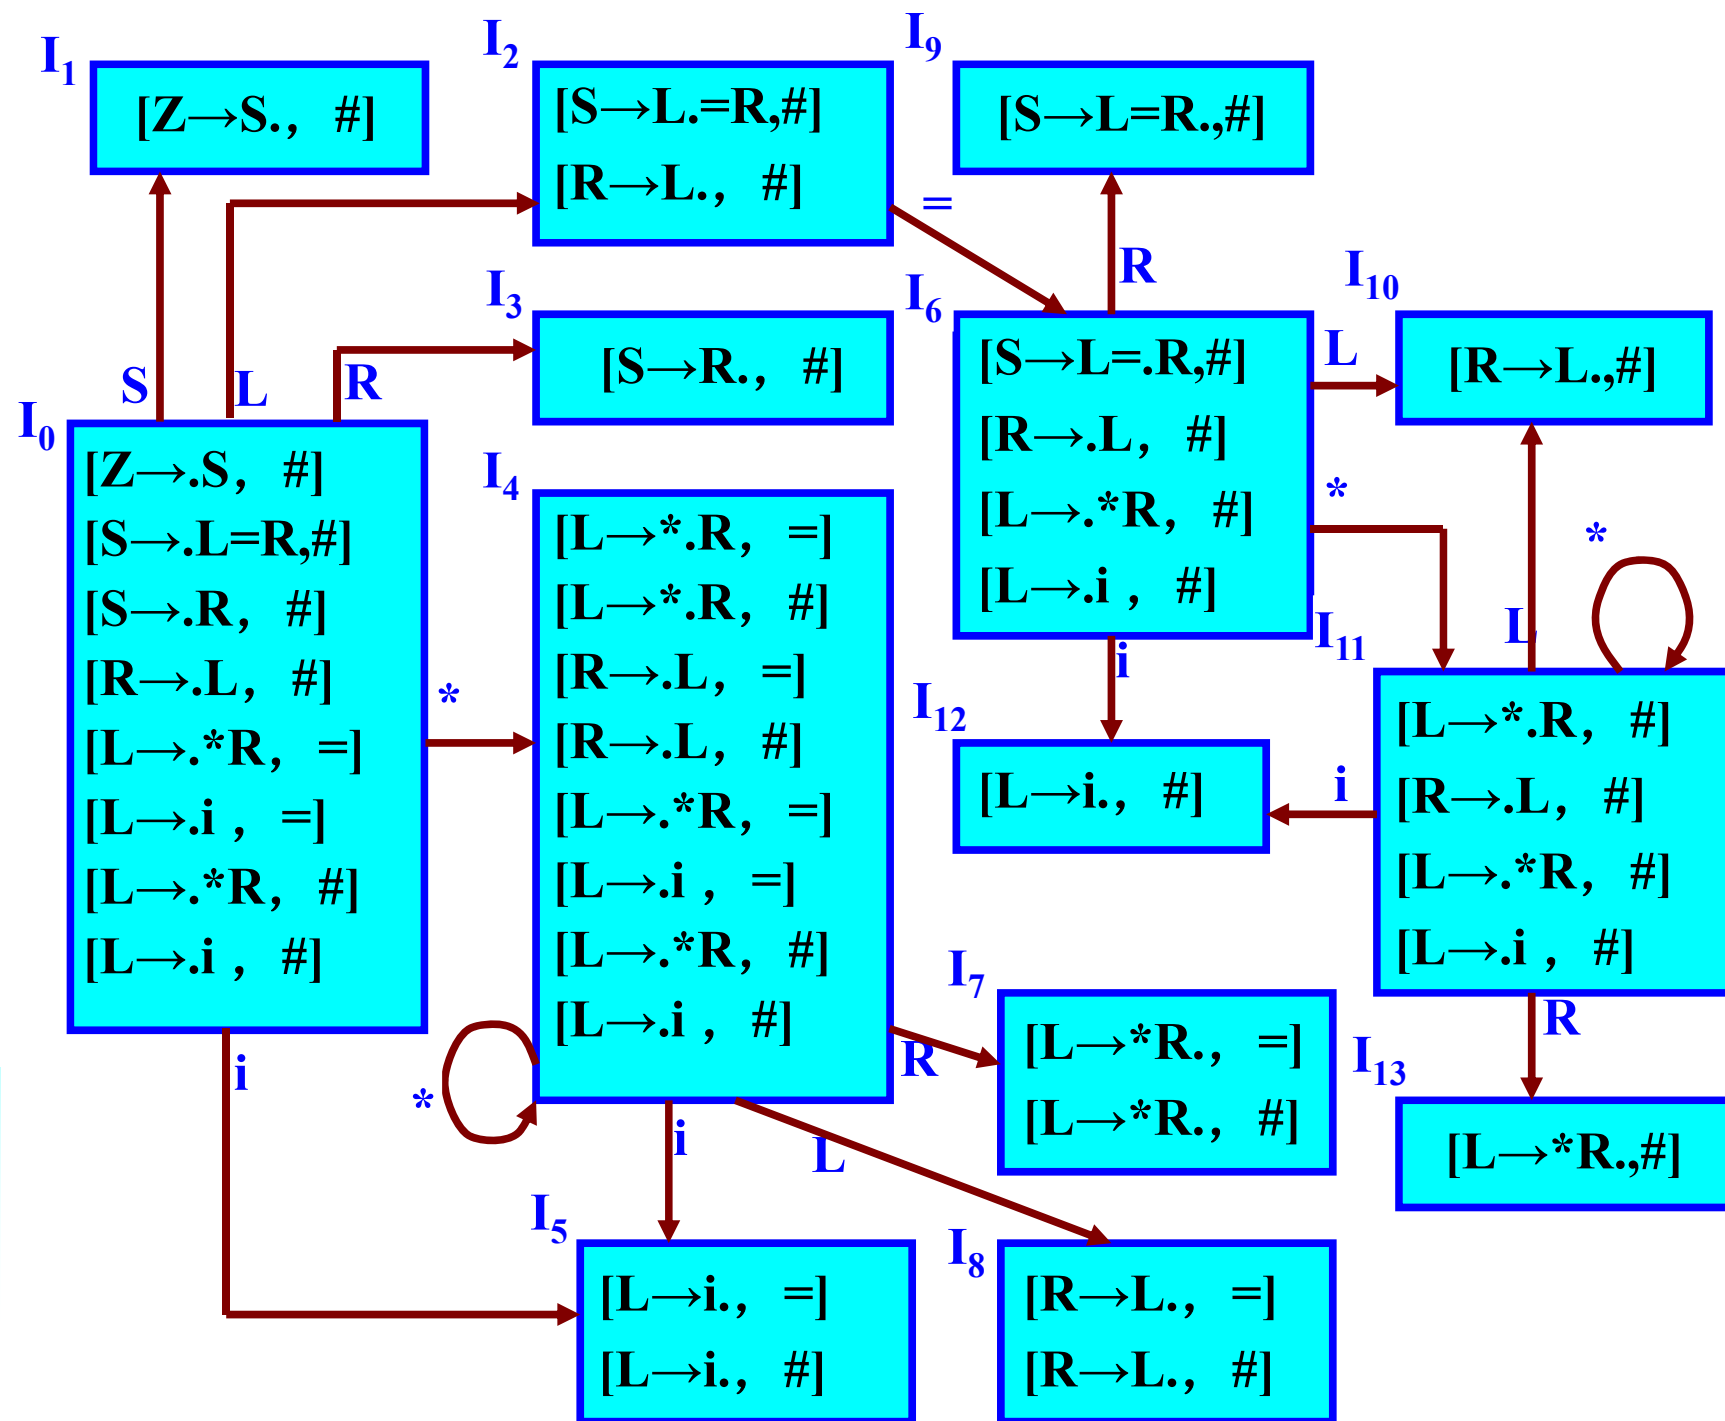 I1
[Z→S.， #]
I2
[S→L.=R,#]
[R→L.， #]
I9
[S→L=R.,#]
=
R
I3
[S→R.， #]
S
L
R
I0
[Z→.S， #]
[S→.L=R,#]
[S→.R， #]
[R→.L， #]
[L→.*R， =]
[L→.i ， =]
[L→.*R， #]
[L→.i ， #]
*
i
I4
[L→*.R， =]
[L→*.R， #]
[R→.L， =]
[R→.L， #]
[L→.*R， =]
[L→.i ， =]
[L→.*R， #]
[L→.i ， #]
*
i
L
R
I6
[S→L=.R,#]
[R→.L， #]
[L→.*R， #]
[L→.i ， #]
L
*
i
I10
[R→L.,#]
I11
L
*
[L→*.R， #]
[R→.L， #]
[L→.*R， #]
[L→.i ， #]
i
R
I12
[L→i.， #]
I7
[L→*R.， =]
[L→*R.， #]
I13
[L→*R.,#]
I5
[L→i.， =]
[L→i.， #]
I8
[R→L.， =]
[R→L.， #]